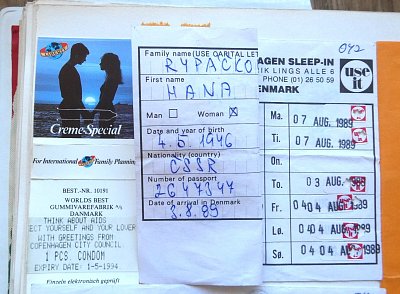 Creme-Special
For International Family Planning
BEST.-NR. 10191
WORLDS BEST
GUMMIVAREFABRIK
DANMARK
THINK ABOUT AIDS
ECT YOURSELF AND YOUR LOVER
WITH GREETINGS FROM
COPENHAGEN CITY COUNCIL.
1 PCS. CONDOM
EXPIRY DATE: 1-5-1994.
Einzeln elektronisch geprüft
Family name (USE CAPITAL LET
RYPACKO
First name
HANA
Man Woman
Date and year of birth
4. 5. 1946
Nationality (country)
CSSR
Number of passport
Date of arrival in Denmark
3.8.89
HAGEN SLEEP-IN
RIK LINGS ALLE 6
PHONE (01) 26 50 59
DENMARK
use it
Ma. 07 AUG. 1989
Ti. 07 AUG. 1989
On.
To. 03 AUG. 1989
Fr. 04 AUG. 1989
Lø. 04 AUG. 1989
Sø. 04 AUG. 1989